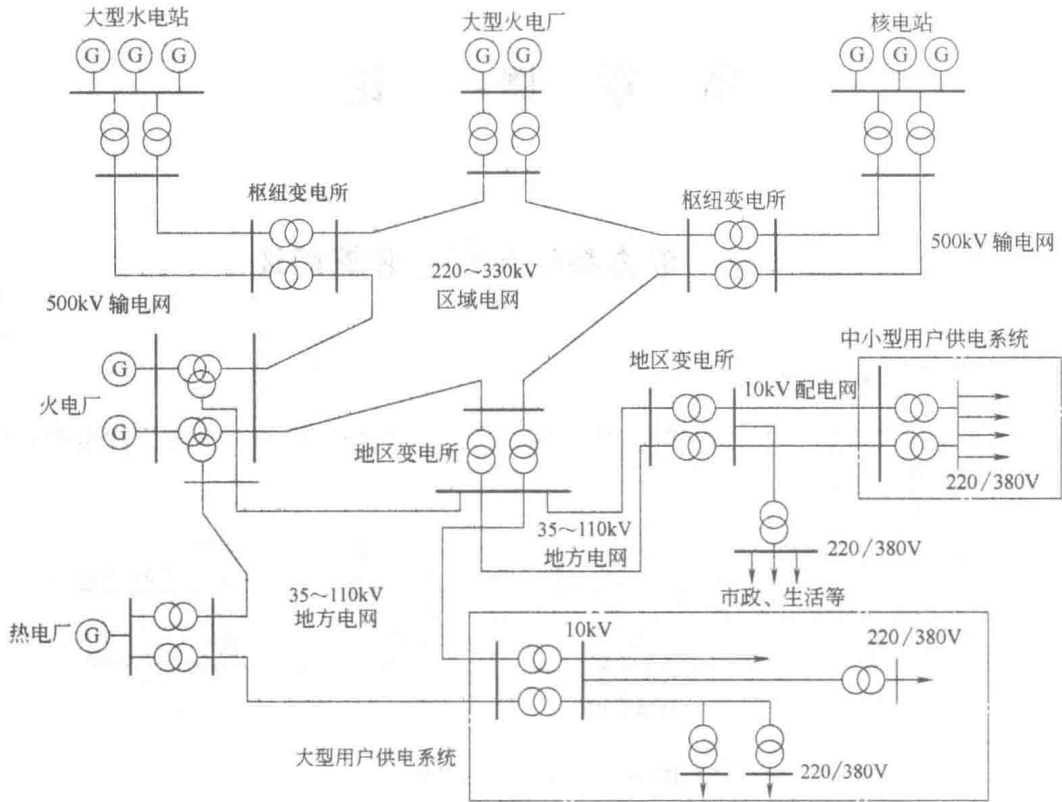 大型水电站
大型火电厂
核电站
G G G
G G
G G G
枢纽变电所
枢纽变电所
500kV 输电网
220～330kV
区域电网
500kV 输电网
G
火电厂
G
地区变电所
中小型用户供电系统
10kV 配电网
地区变电所
220/380V
35～110kV
地方电网
220/380V
市政、生活等
35～110kV
地方电网
热电厂
G
10kV
220/380V
大型用户供电系统
220/380V